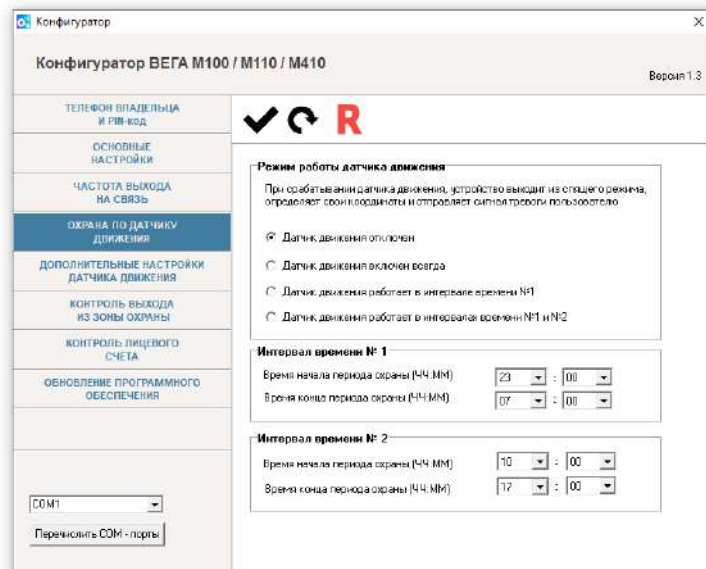 Конфигуратор
Конфигуратор ВЕГА М100 / М110 / М410
Версия 1.3
ТЕЛЕФОН ВЛАДЕЛЬЦА
И PIN-код
ОСНОВНЫЕ
НАСТРОЙКИ
ЧАСТОТА ВЫХОДА
НА СВЯЗЬ
ОХРАНА ПО ДАТЧИКУ
ДВИЖЕНИЯ
ДОПОЛНИТЕЛЬНЫЕ НАСТРОЙКИ
ДАТЧИКА ДВИЖЕНИЯ
КОНТРОЛЬ ВЫХОДА
ИЗ ЗОНЫ ОХРАНЫ
КОНТРОЛЬ ЛИЦЕВОГО
СЧЕТА
ОБНОВЛЕНИЕ ПРОГРАММНОГО
ОБЕСПЕЧЕНИЯ
COM1
Перечислить COM - порты
R
Режим работы датчика движения
При срабатывании датчика движения, устройство выходит из спящего режима,
определяет свои координаты и отправляет сигнал тревоги пользователю
Датчик движения отключен
Датчик движения включен всегда
Датчик движения работает в интервале времени №1
Датчик движения работает в интервалах времени №1 и №2
Интервал времени № 1
Время начала периода охраны (ЧЧ:ММ) 23 : 00
Время конца периода охраны (ЧЧ:ММ) 07 : 00
Интервал времени № 2
Время начала периода охраны (ЧЧ:ММ) 10 : 00
Время конца периода охраны (ЧЧ:ММ) 17 : 00